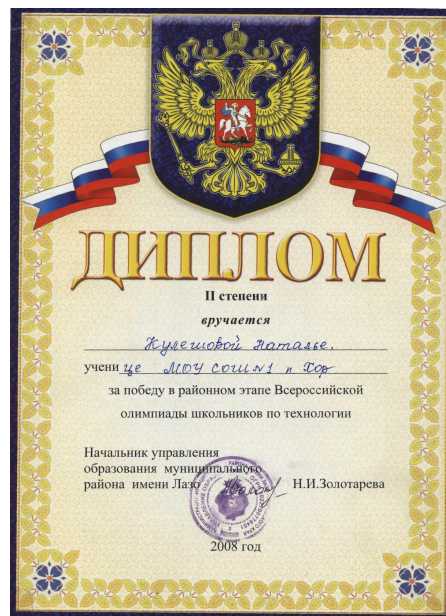 ДИПЛОМ
II степени
вручается
Кулешовой Наталье.
учени це МОУ СОШ №1 п Хор
за победу в районном этапе Всероссийской
олимпиады школьников по технологии
Начальник управления
образования муниципального
района имени Лазо Н.И.Золотарева
2008 год